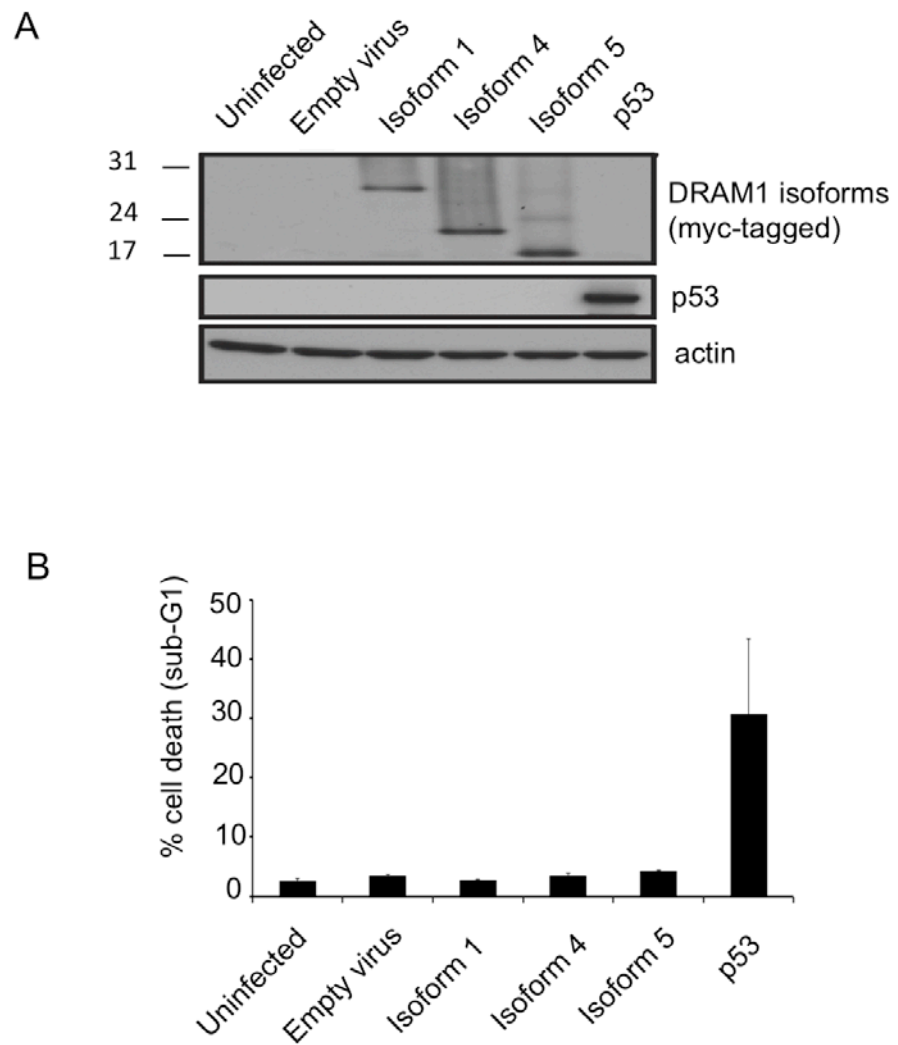 A
Uninfected
Empty virus
Isoform 1
Isoform 4
Isoform 5
p53
31
24
17
DRAM1 isoforms
(myc-tagged)
p53
actin
B
% cell death (sub-G1)
50
40
30
20
10
0
Uninfected
Empty virus
Isoform 1
Isoform 4
Isoform 5
p53